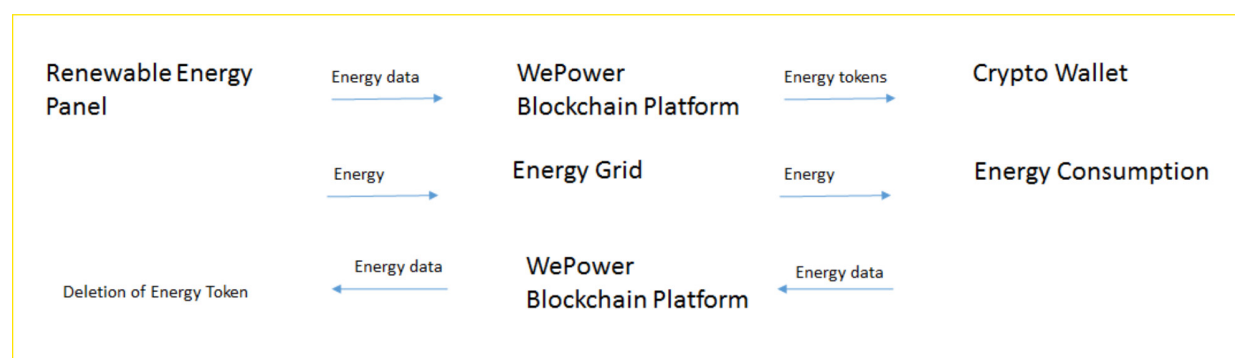 Renewable Energy
Panel
Energy data
WePower
Blockchain Platform
Energy tokens
Crypto Wallet
Energy
Energy Grid
Energy
Energy Consumption
Deletion of Energy Token
Energy data
WePower
Blockchain Platform
Energy data